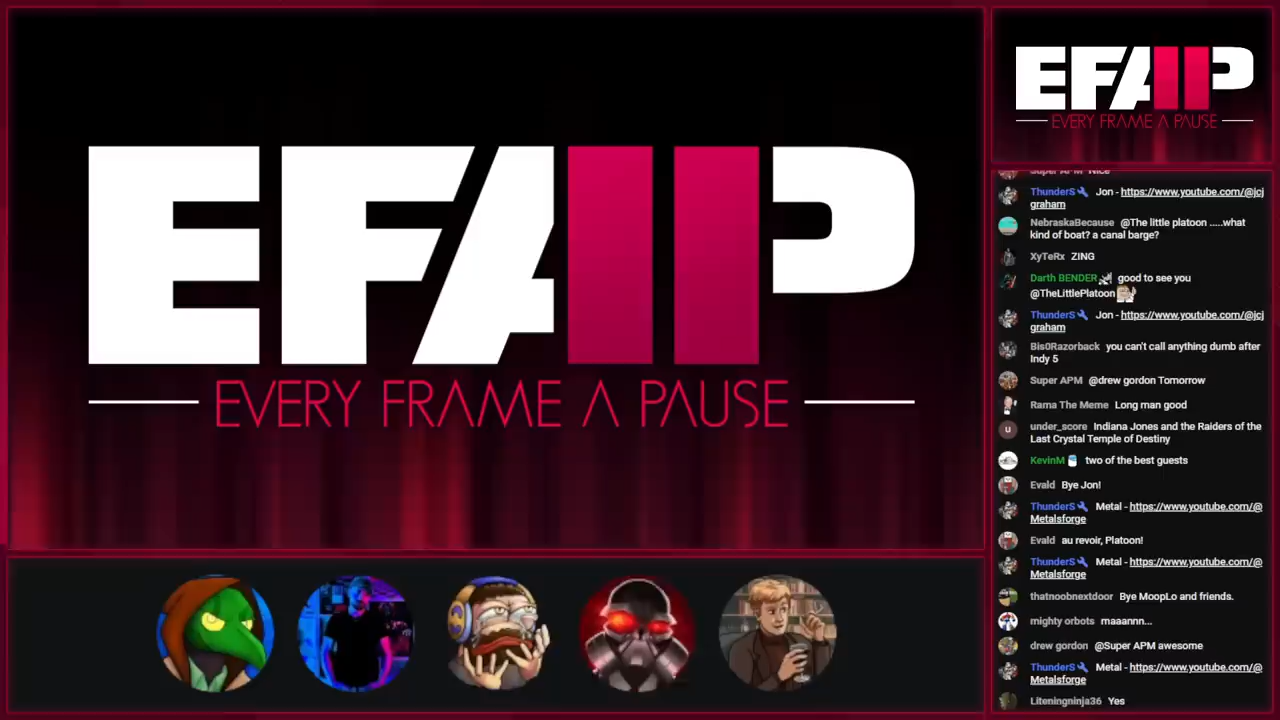 EFAP
EVERY FRAME A PAUSE
EFAP
EVERY FRAME A PAUSE
Super APM Nice
ThunderS Jon - https://www.youtube.com/@jcj
graham
NebraskaBecause @The little platoon .....what
kind of boat? a canal barge?
XyTeRx ZING
Darth BENDER good to see you
@TheLittlePlatoon
ThunderS Jon - https://www.youtube.com/@jcj
graham
Bis0Razorback you can't call anything dumb after
Indy 5
Super APM @drew gordon Tomorrow
Rama The Meme Long man good
u
under_score Indiana Jones and the Raiders of the
Last Crystal Temple of Destiny
KevinM two of the best guests
Evald Bye Jon!
ThunderS Metal - https://www.youtube.com/@
Metalsforge
Evald au revoir, Platoon!
ThunderS Metal - https://www.youtube.com/@
Metalsforge
thatnoobnextdoor Bye MoopLo and friends.
mighty orbots maaannn...
drew gordon @Super APM awesome
ThunderS Metal - https://www.youtube.com/@
Metalsforge
Liteningninja36 Yes